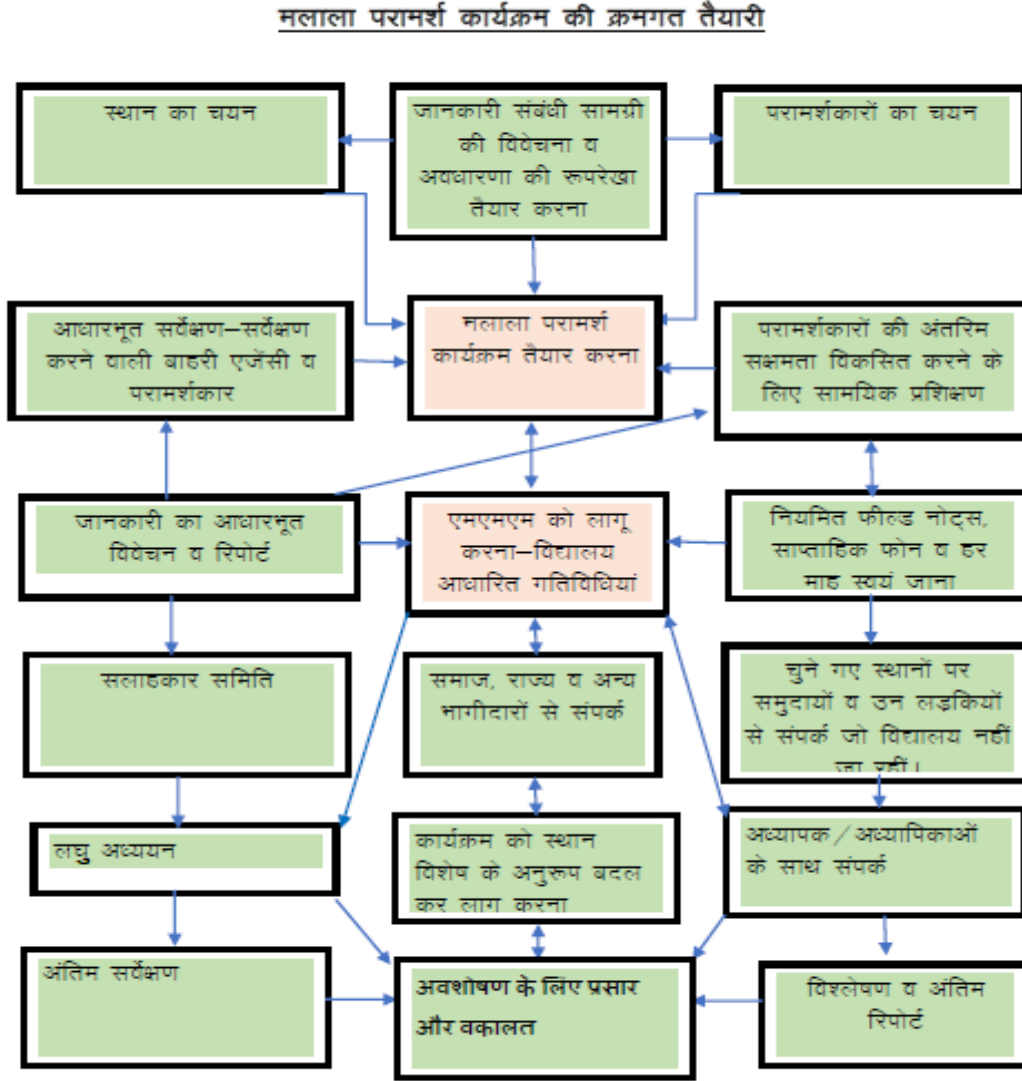 मलाला परामर्श कार्यक्रम की क्रमगत तैयारी
स्थान का चयन
जानकारी संबंधी सामग्री
की विवेचना व
अवधारणा की रूपरेखा
तैयार करना
परामर्शकारों का चयन
आधारभूत सर्वेक्षण–सर्वेक्षण
करने वाली बाहरी एजेंसी व
परामर्शकार
मलाला परामर्श
कार्यक्रम तैयार करना
परामर्शकारों की अंतरिम
सक्षमता विकसित करने के
लिए सामयिक प्रशिक्षण
जानकारी का आधारभूत
विवेचन व रिपोर्ट
एमएमएम को लागू
करना–विद्यालय
आधारित गतिविधियां
नियमित फील्ड नोट्स,
साप्ताहिक फोन व हर
माह स्वयं जाना
सलाहकार समिति
समाज, राज्य व अन्य
भागीदारों से संपर्क
चुने गए स्थानों पर
समुदायों व उन लड़कियों
से संपर्क जो विद्यालय नहीं
जा रहीं।
लघु अध्ययन
कार्यक्रम को स्थान
विशेष के अनुरूप बदल
कर लागू करना
अध्यापक/अध्यापिकाओं
के साथ संपर्क
अंतिम सर्वेक्षण
अवशोषण के लिए प्रसार
और वकालत
विश्लेषण व अंतिम
रिपोर्ट